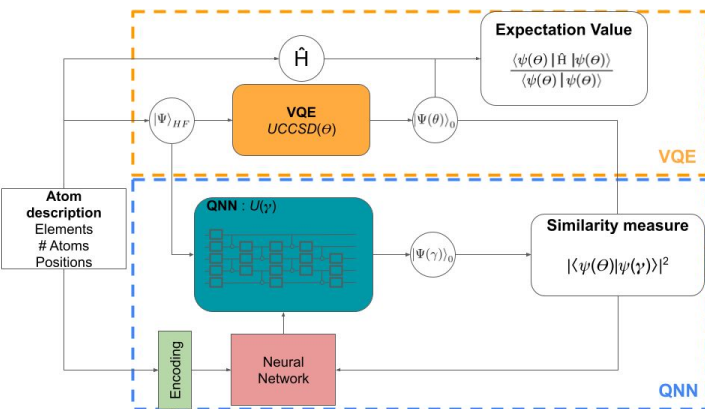 Expectation Value
⟨ψ(Θ) | Ĥ |ψ(Θ)⟩
⟨ψ(Θ) | ψ(Θ)⟩
Ĥ
|Ψ⟩HF
VQE
UCCSD(Θ)
|Ψ(θ)⟩0
VQE
Atom
description
Elements
# Atoms
Positions
QNN : U(γ)
|Ψ(γ)⟩0
Similarity measure
|⟨ψ(Θ)|ψ(γ)⟩|²
Encoding
Neural
Network
QNN